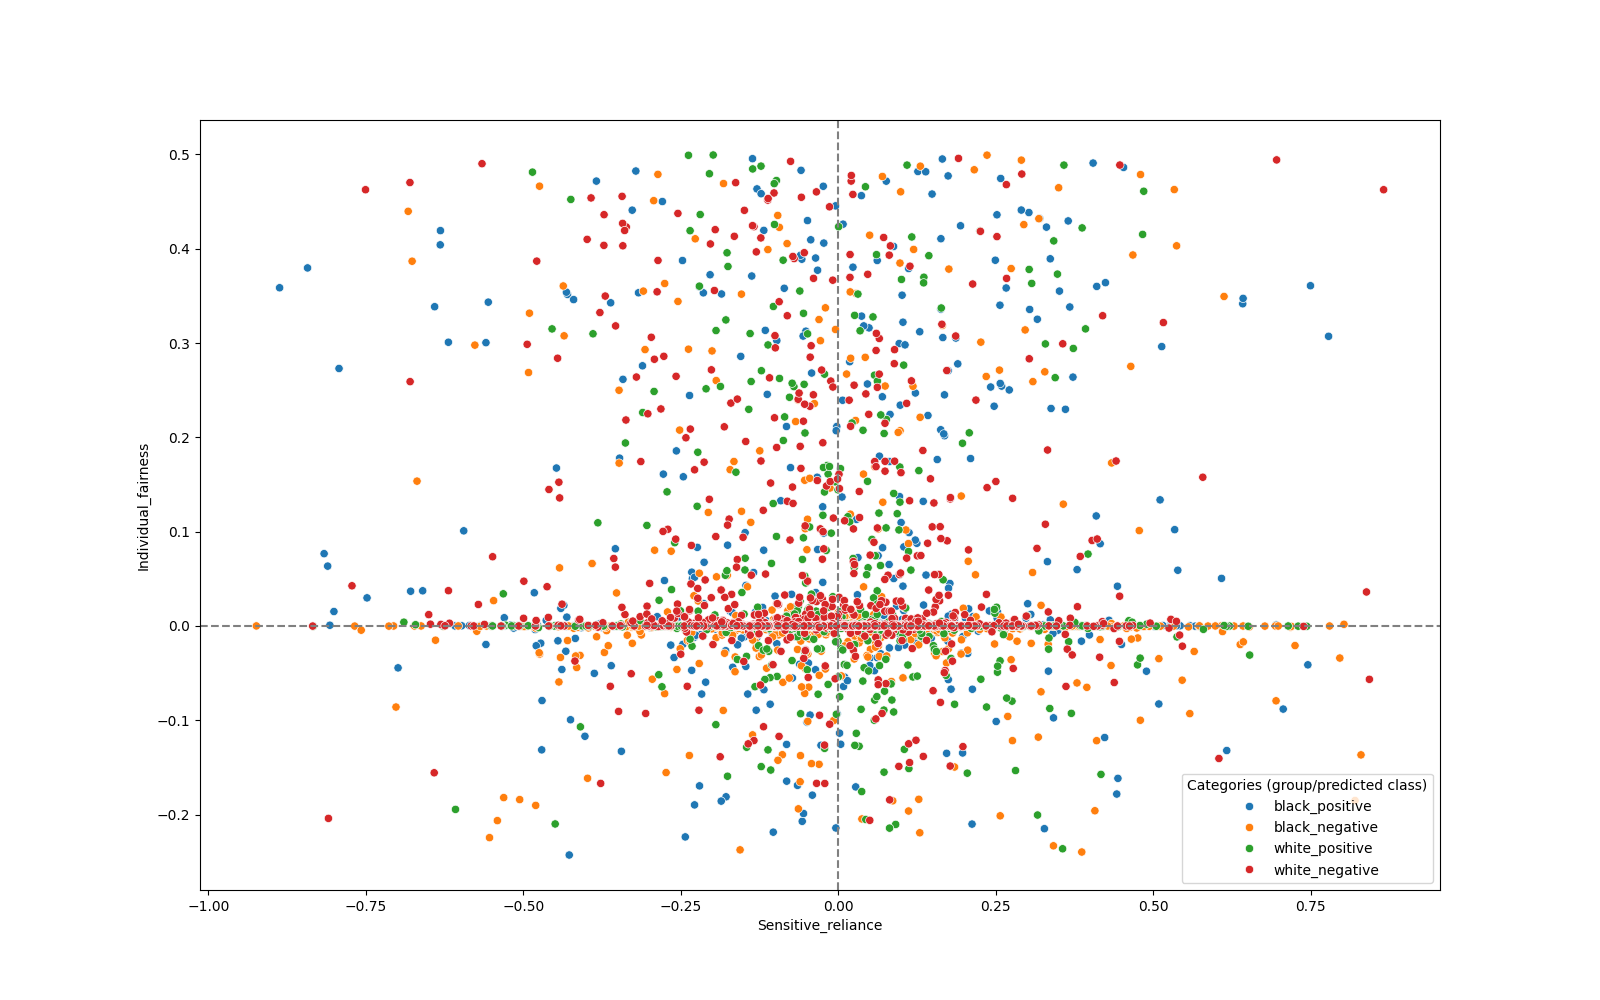 0.5
0.4
0.3
0.2
0.1
0.0
−0.1
−0.2
Individual_fairness
−1.00 −0.75 −0.50 −0.25 0.00 0.25 0.50 0.75
Sensitive_reliance
Categories (group/predicted class)
black_positive
black_negative
white_positive
white_negative